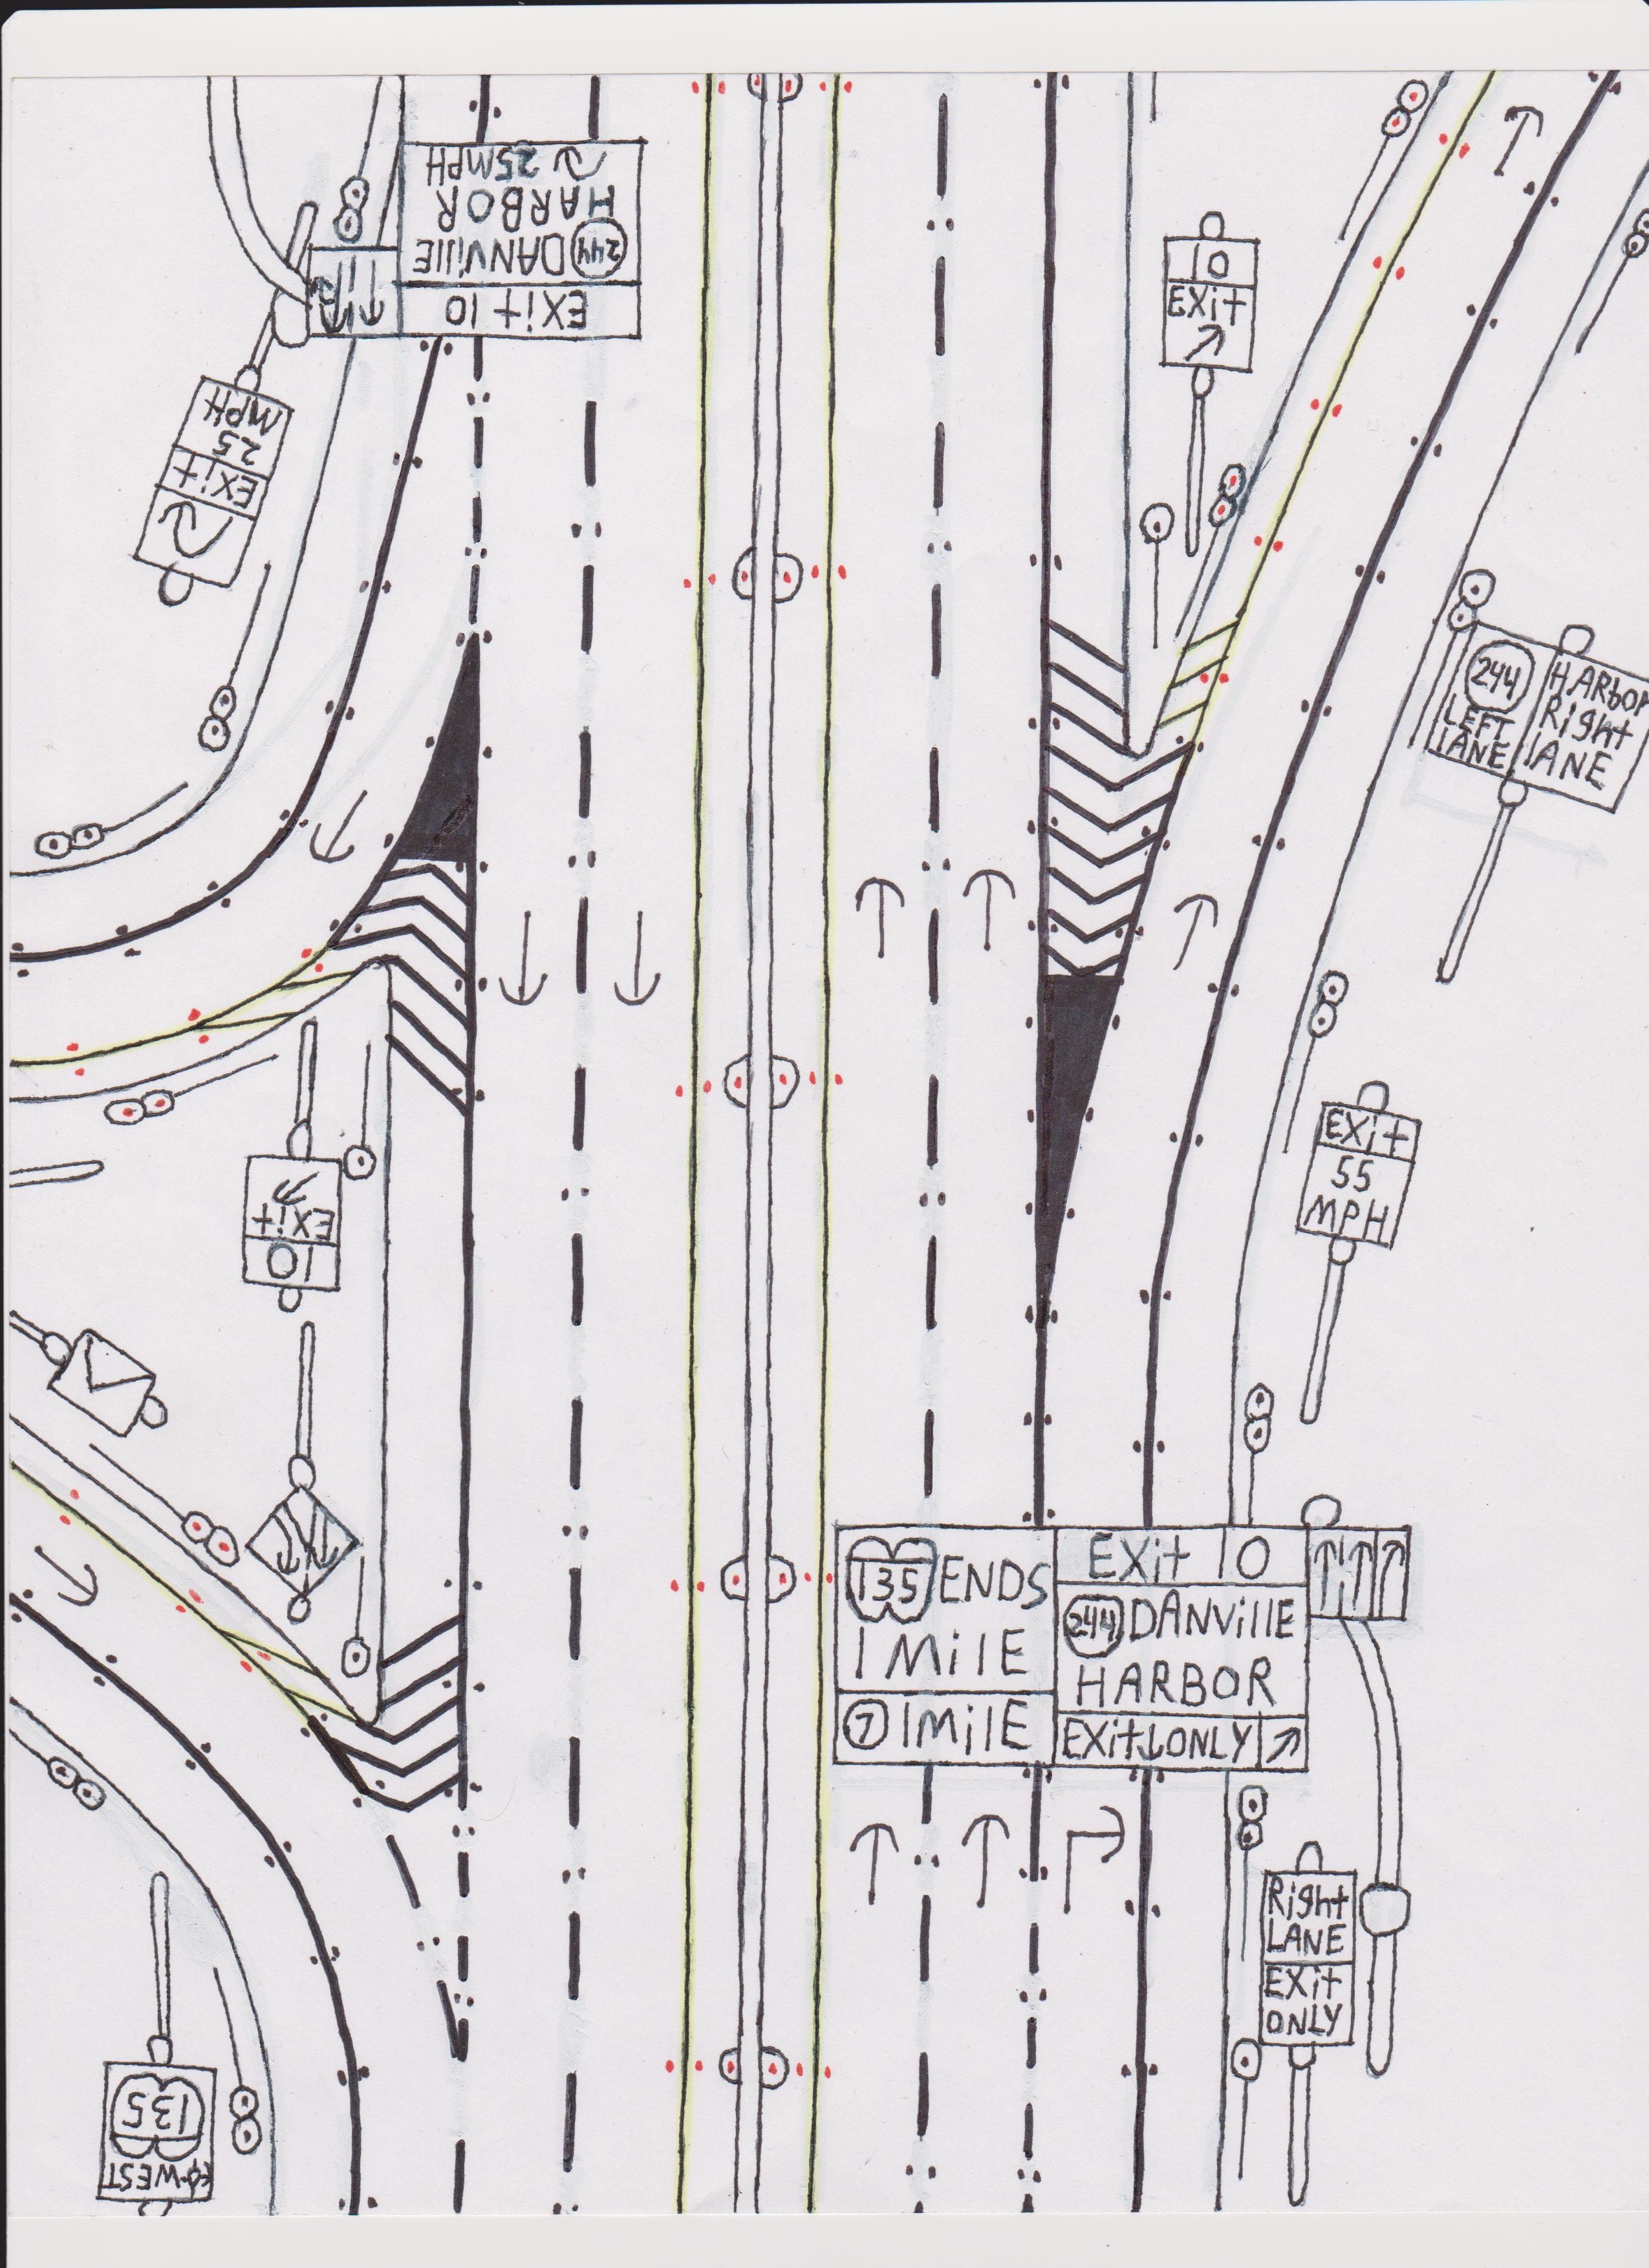 EXit 10
244 DANVillE
HARBOR
25MPH
10
EXit
EXit
25
MPH
244
LEFT
lANE
HARboR
Right
lANE
EXit
55
MPH
10
EXit
135 ENDS
1 MilE
7 1MilE
EXit 10
244 DANVillE
HARBOR
EXit ONLY
Right
LANE
EXit
ONLY
WEST
135